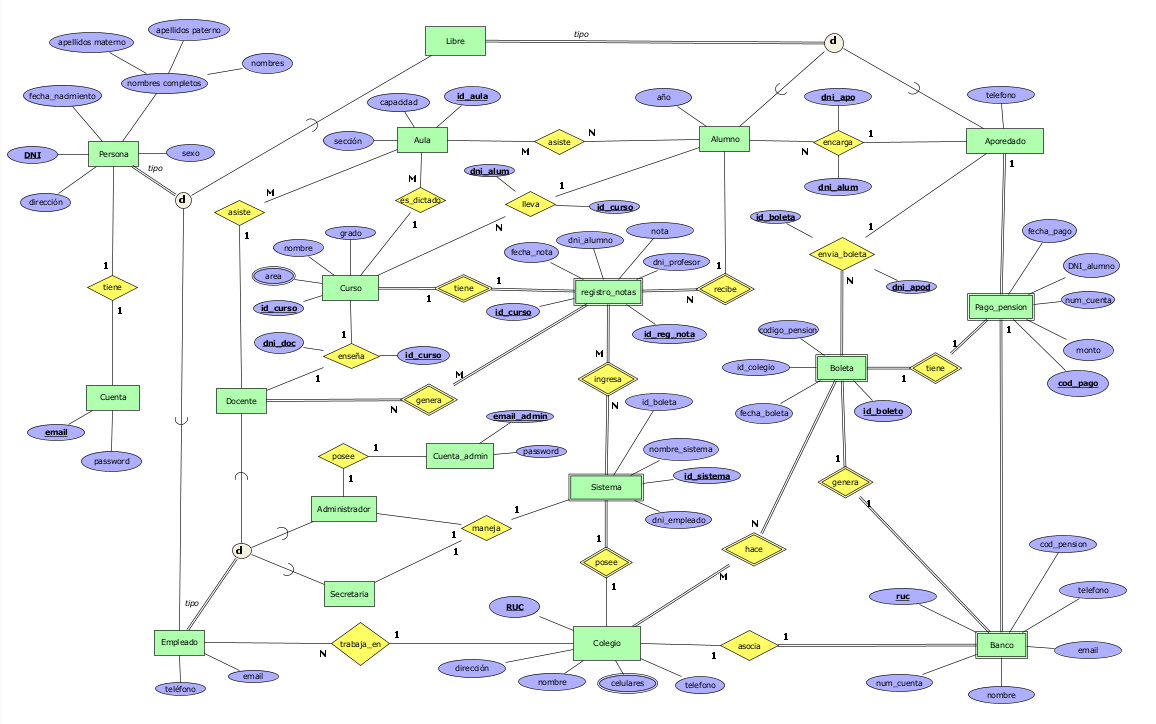 apellidos paterno
apellidos materno
nombres
nombres completos
fecha_nadmiento
DNI
Persona
sexo
dirección
tipo
d
Libre
tipo
d
capacidad
id_aula
sección
Aula
M
asiste
N
año
Alumno
dni_apo
N
encarga
1
dni_alum
telefono
Aporedado
1
M
asiste
1
M
es_dictado
1
dni_alum
1
lleva
id_curso
N
id_boleta
1
envia_boleta
dni_apod
N
fecha_pago
DNI_alumno
num_cuenta
Pago_pension
1
monto
cod_pago
1
tiene
1
grado
nombre
area
id_curso
Curso
1
tiene
1
fecha_nota
dni_alumno
nota
dni_profesor
registro_notas
id_curso
id_reg_nota
1
recibe
N
1
tiene
1
1
dni_doc
enseña
id_curso
1
Docente
N
genera
M
M
ingresa
N
codigo_pension
id_colegio
Boleta
fecha_boleta
id_boleto
1
tiene
1
Cuenta
email
password
email_admin
Cuenta_admin
password
posee
1
1
id_boleta
nombre_sistema
id_sistema
Sistema
dni_empleado
1
genera
1
Administrador
maneja
1
1
1
d
Secretaria
tipo
1
posee
1
N
hace
M
cod_pension
telefono
ruc
Banco
email
num_cuenta
nombre
Empleado
teléfono
email
N
trabaja_en
1
RUC
Colegio
dirección
nombre
celulares
telefono
1
asocia
1